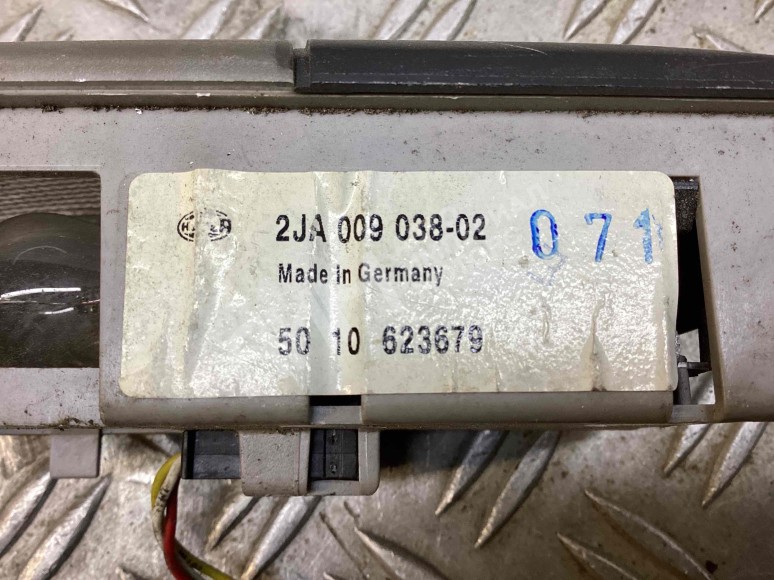 HELLA
2JA 009 038-02
071
Made in Germany
50 10 623679